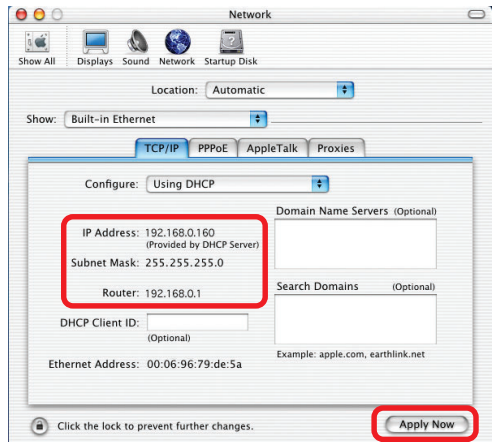 Network
Show All Displays Sound Network Startup Disk
Location: Automatic
Show: Built-in Ethernet
TCP/IP PPPoE AppleTalk Proxies
Configure: Using DHCP
Domain Name Servers (Optional)
IP Address: 192.168.0.160
(Provided by DHCP Server)
Subnet Mask: 255.255.255.0
Router: 192.168.0.1
Search Domains (Optional)
DHCP Client ID:
(Optional)
Example: apple.com, earthlink.net
Ethernet Address: 00:06:96:79:de:5a
Click the lock to prevent further changes.
Apply Now